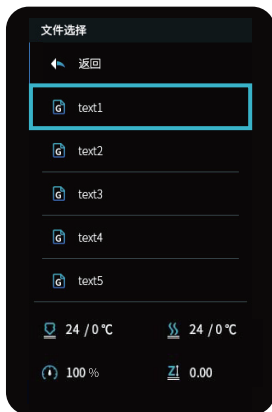 文件选择
返回
G text1
G text2
G text3
G text4
G text5
24 / 0 ℃ 24 / 0 ℃
100 % Z 0.00